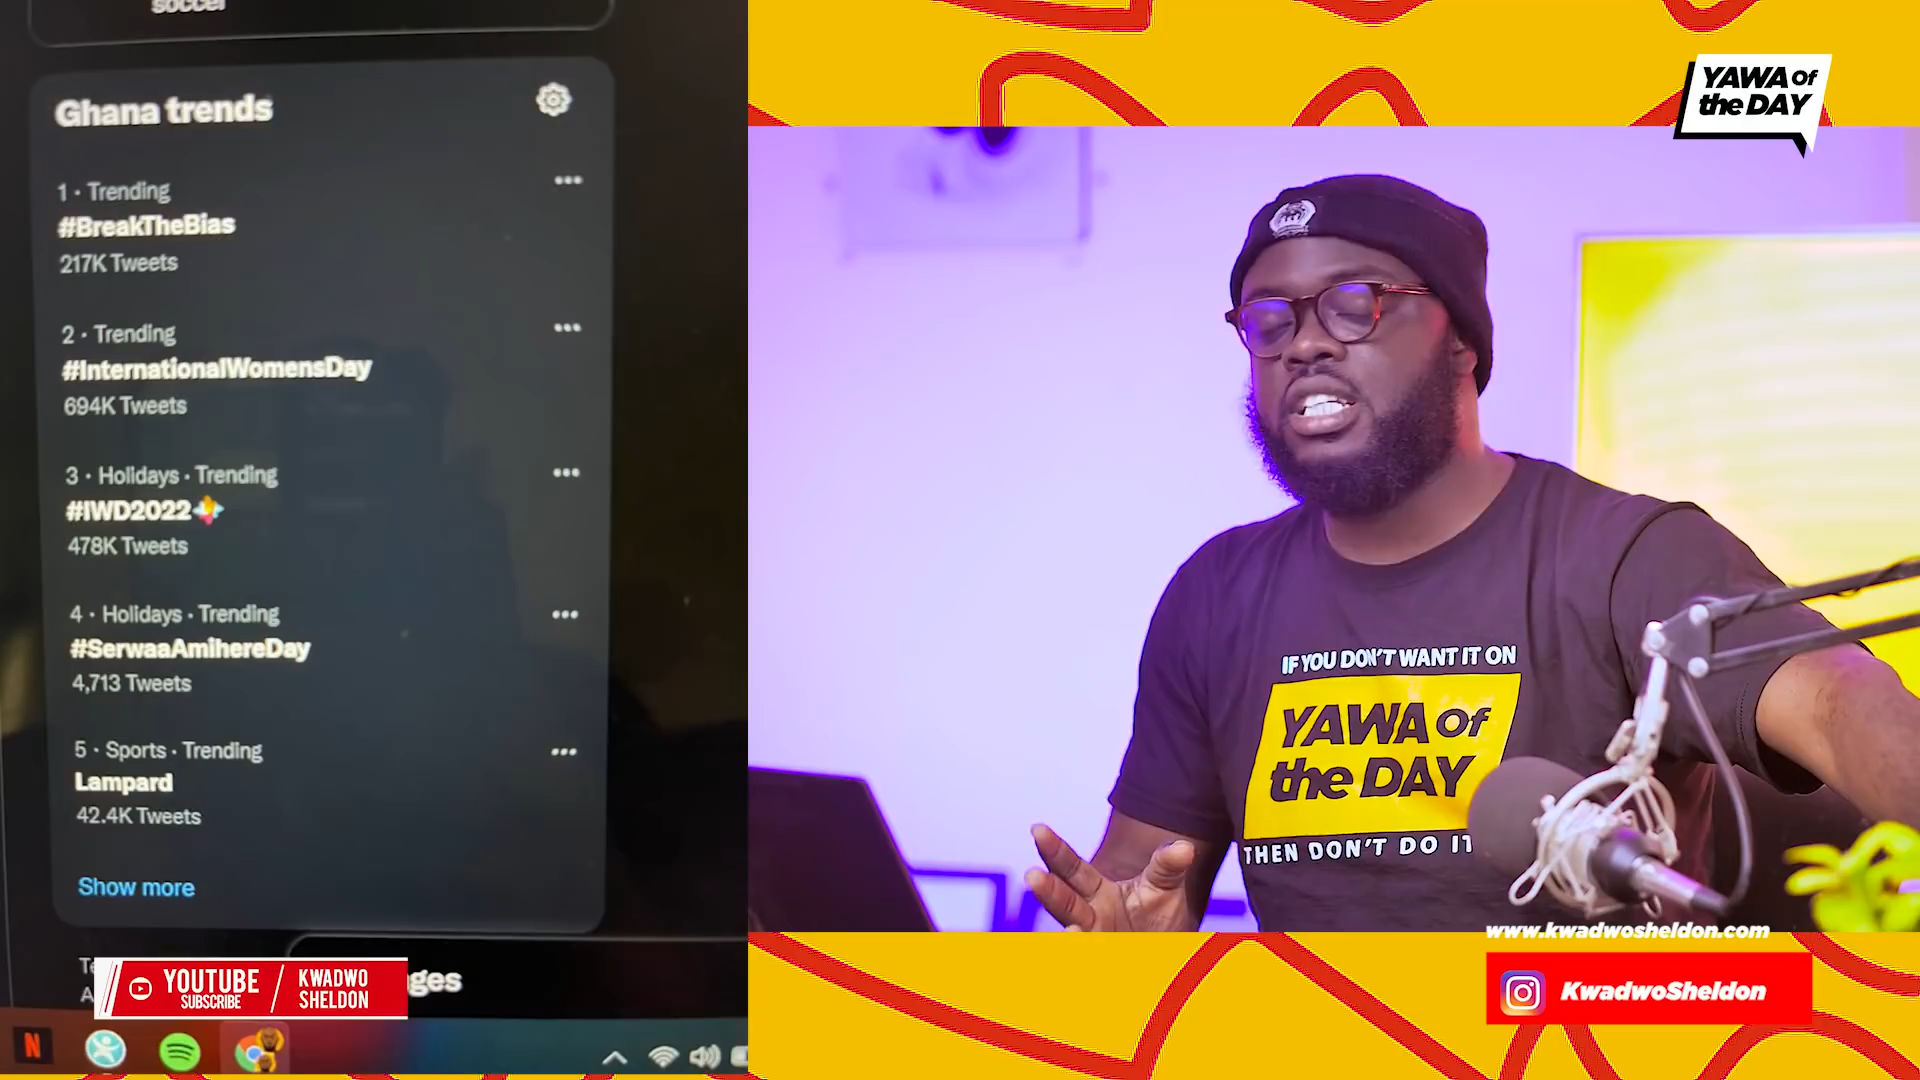 soccer
Ghana trends
1 · Trending
#BreakTheBias
217K Tweets
2 · Trending
#InternationalWomensDay
694K Tweets
3 · Holidays · Trending
#IWD2022
478K Tweets
4 · Holidays · Trending
#SerwaaAmihereDay
4,713 Tweets
5 · Sports · Trending
Lampard
42.4K Tweets
Show more
YOUTUBE
SUBSCRIBE
KWADWO
SHELDON
N
YAWA of
the DAY
IF YOU DON'T WANT IT ON
YAWA of
the DAY
THEN DON'T DO IT
www.kwadwosheldon.com
KwadwoSheldon